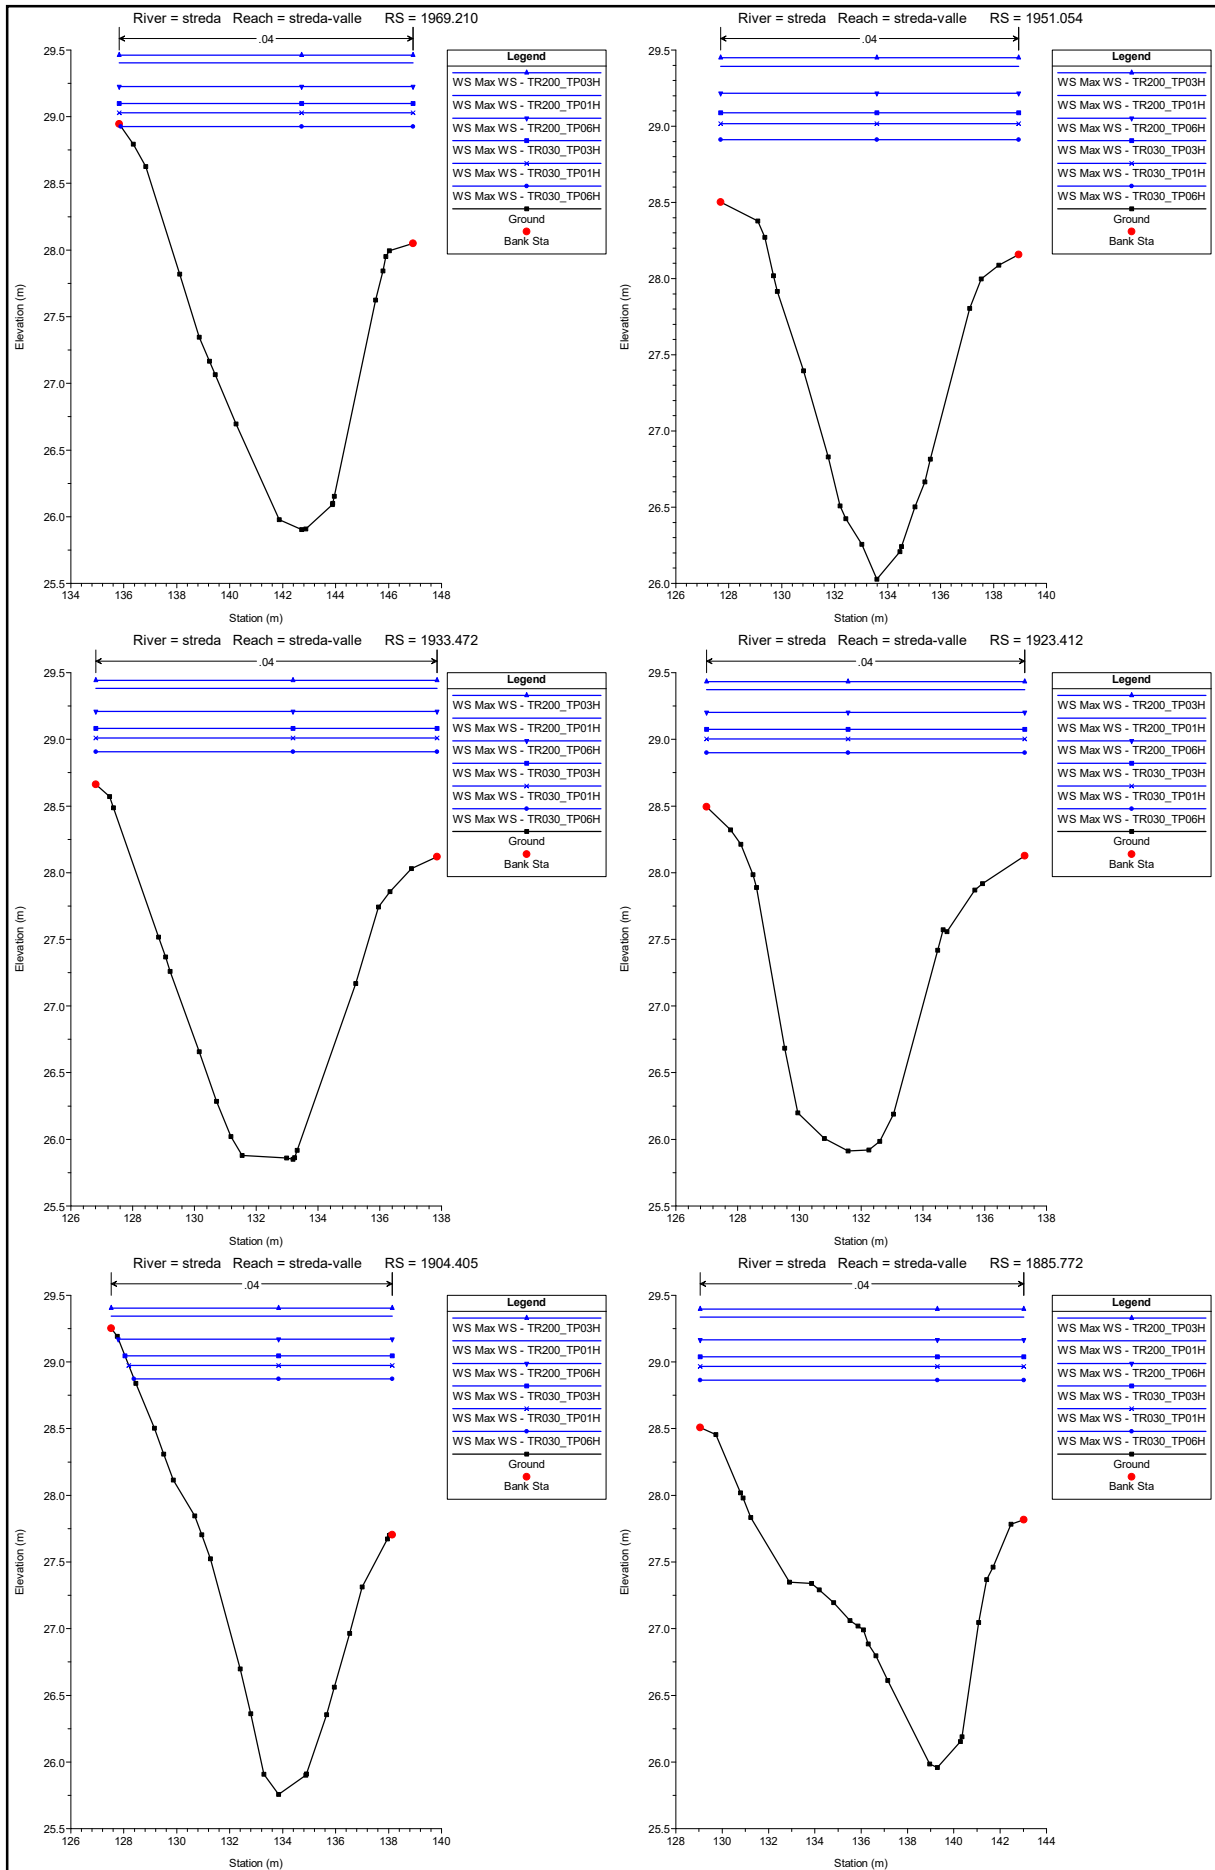 River = streda Reach = streda-valle RS = 1969.210
.04
Legend
WS Max WS - TR200_TP03H
WS Max WS - TR200_TP01H
WS Max WS - TR200_TP06H
WS Max WS - TR030_TP03H
WS Max WS - TR030_TP01H
WS Max WS - TR030_TP06H
Ground
Bank Sta
29.5
29.0
28.5
28.0
27.5
27.0
26.5
26.0
25.5
Elevation (m)
134 136 138 140 142 144 146 148
Station (m)
River = streda Reach = streda-valle RS = 1951.054
.04
Legend
WS Max WS - TR200_TP03H
WS Max WS - TR200_TP01H
WS Max WS - TR200_TP06H
WS Max WS - TR030_TP03H
WS Max WS - TR030_TP01H
WS Max WS - TR030_TP06H
Ground
Bank Sta
29.5
29.0
28.5
28.0
27.5
27.0
26.5
26.0
Elevation (m)
126 128 130 132 134 136 138 140
Station (m)
River = streda Reach = streda-valle RS = 1933.472
.04
Legend
WS Max WS - TR200_TP03H
WS Max WS - TR200_TP01H
WS Max WS - TR200_TP06H
WS Max WS - TR030_TP03H
WS Max WS - TR030_TP01H
WS Max WS - TR030_TP06H
Ground
Bank Sta
29.5
29.0
28.5
28.0
27.5
27.0
26.5
26.0
25.5
Elevation (m)
126 128 130 132 134 136 138
Station (m)
River = streda Reach = streda-valle RS = 1923.412
.04
Legend
WS Max WS - TR200_TP03H
WS Max WS - TR200_TP01H
WS Max WS - TR200_TP06H
WS Max WS - TR030_TP03H
WS Max WS - TR030_TP01H
WS Max WS - TR030_TP06H
Ground
Bank Sta
29.5
29.0
28.5
28.0
27.5
27.0
26.5
26.0
25.5
Elevation (m)
126 128 130 132 134 136 138
Station (m)
River = streda Reach = streda-valle RS = 1904.405
.04
Legend
WS Max WS - TR200_TP03H
WS Max WS - TR200_TP01H
WS Max WS - TR200_TP06H
WS Max WS - TR030_TP03H
WS Max WS - TR030_TP01H
WS Max WS - TR030_TP06H
Ground
Bank Sta
29.5
29.0
28.5
28.0
27.5
27.0
26.5
26.0
25.5
Elevation (m)
126 128 130 132 134 136 138 140
Station (m)
River = streda Reach = streda-valle RS = 1885.772
.04
Legend
WS Max WS - TR200_TP03H
WS Max WS - TR200_TP01H
WS Max WS - TR200_TP06H
WS Max WS - TR030_TP03H
WS Max WS - TR030_TP01H
WS Max WS - TR030_TP06H
Ground
Bank Sta
29.5
29.0
28.5
28.0
27.5
27.0
26.5
26.0
25.5
Elevation (m)
128 130 132 134 136 138 140 142 144
Station (m)